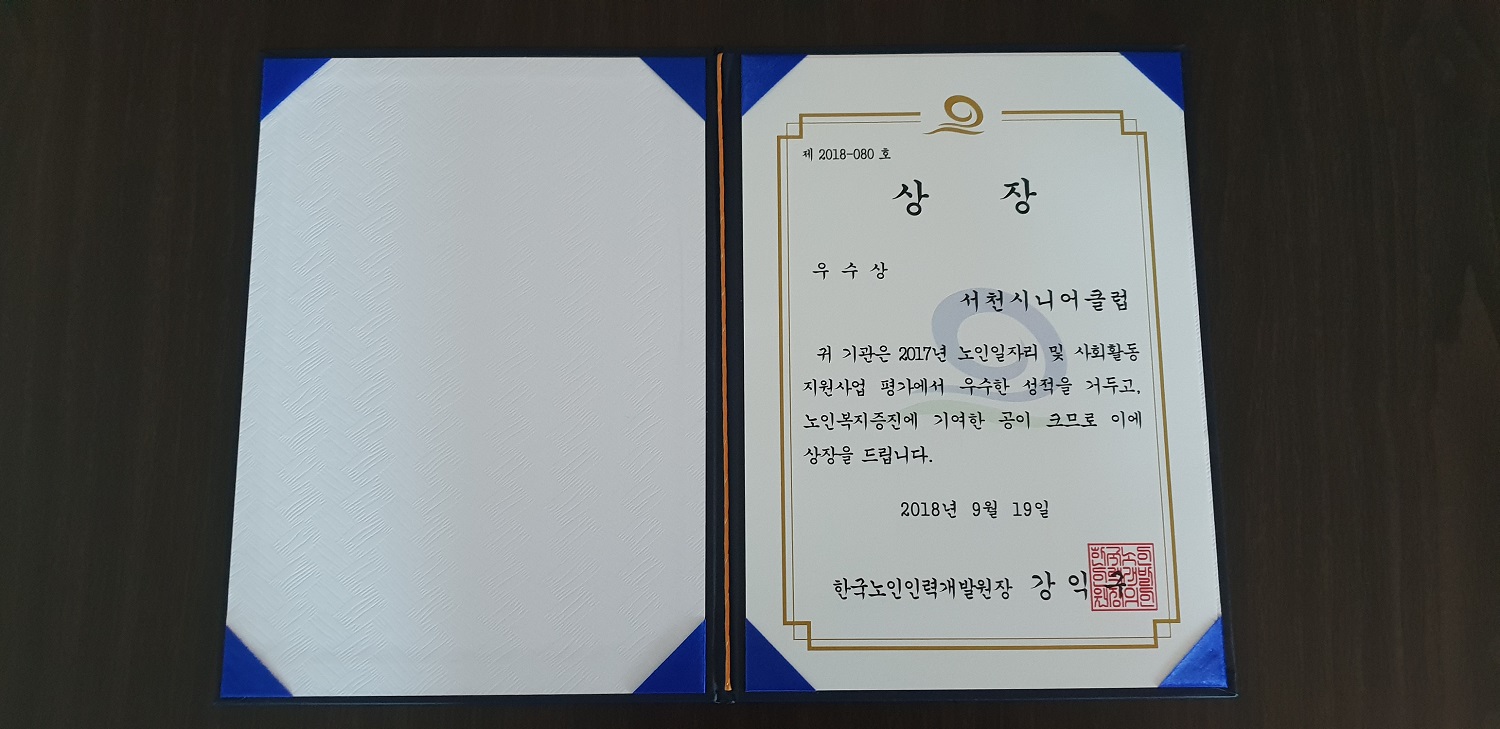 제 2018-080 호
상 장
우 수 상
서천시니어클럽
귀 기관은 2017년 노인일자리 및 사회활동
지원사업 평가에서 우수한 성적을 거두고,
노인복지증진에 기여한 공이 크므로 이에
상장을 드립니다.
2018년 9월 19일
한국노인인력개발원장 강 익 구